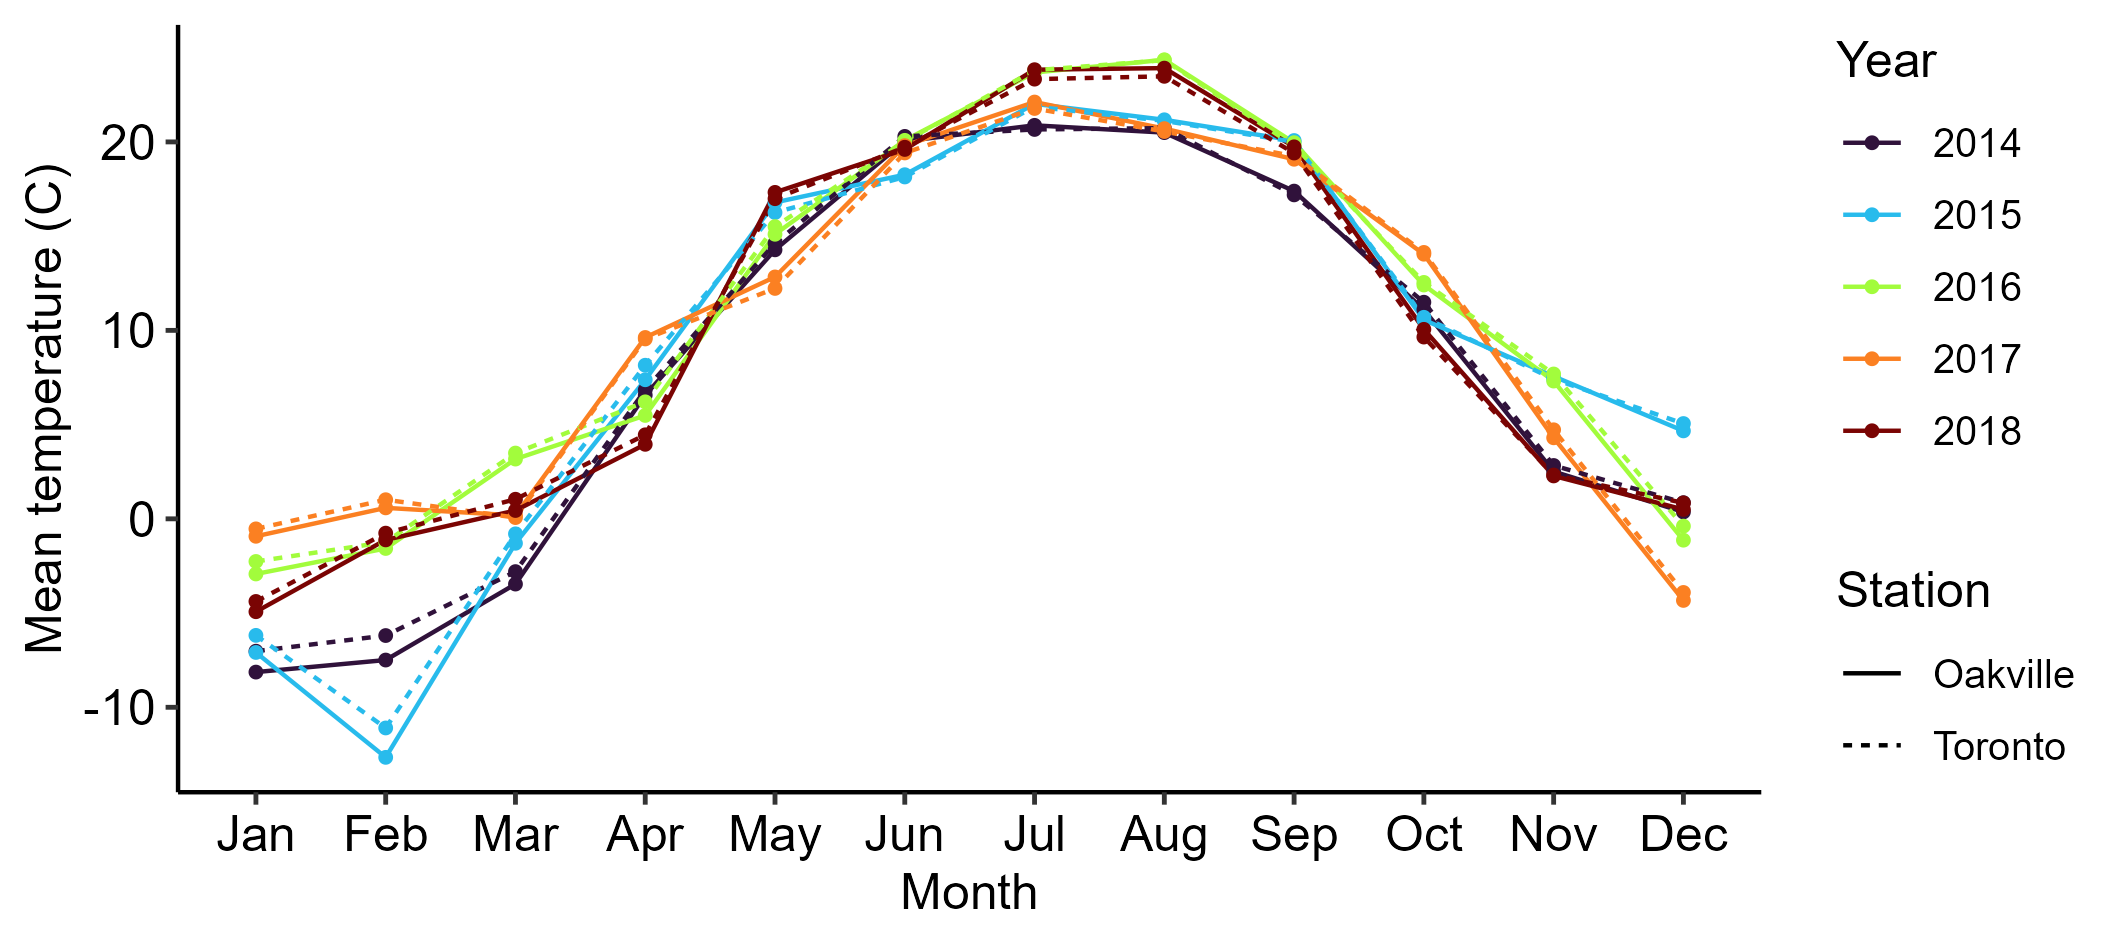 Mean temperature (C)
20
10
0
-10
Jan Feb Mar Apr May Jun Jul Aug Sep Oct Nov Dec
Month
Year
2014
2015
2016
2017
2018
Station
Oakville
Toronto